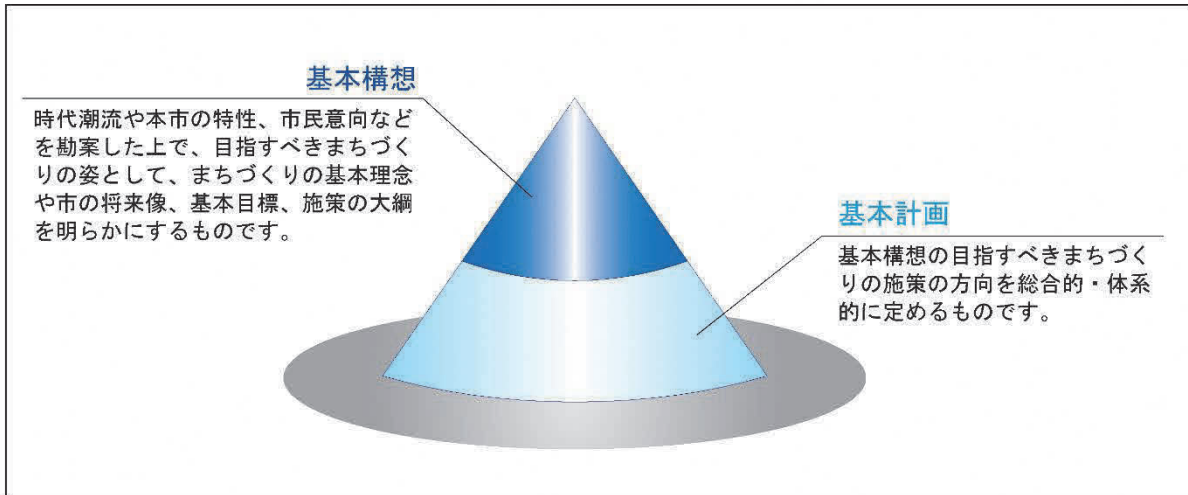 基本構想
時代潮流や本市の特性、市民意向など
を勘案した上で、目指すべきまちづく
りの姿として、まちづくりの基本理念
や市の将来像、基本目標、施策の大綱
を明らかにするものです。
基本計画
基本構想の目指すべきまちづく
りの施策の方向を総合的・体系
的に定めるものです。